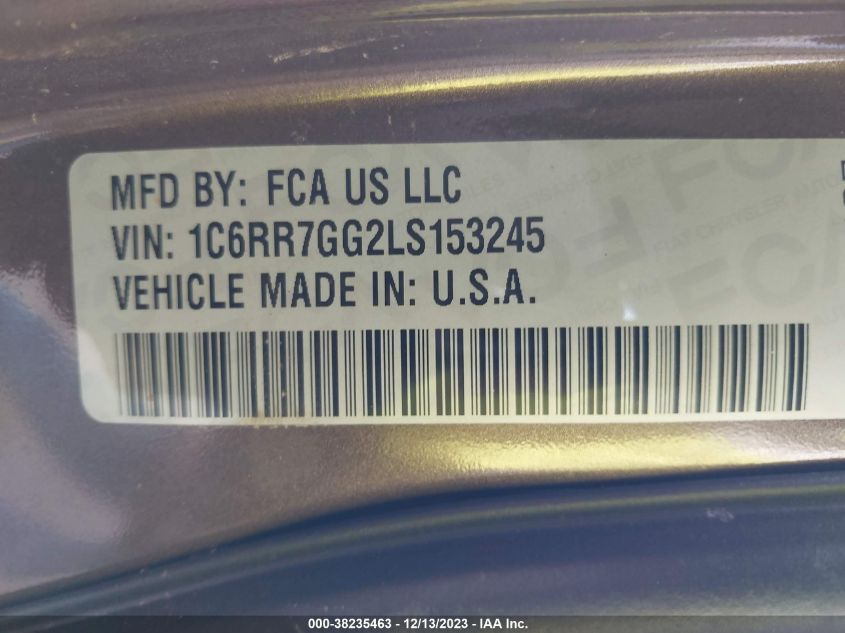 MFD BY: FCA US LLC
VIN: 1C6RR7GG2LS153245
VEHICLE MADE IN: U.S.A.
000-38235463 - 12/13/2023 - IAA Inc.